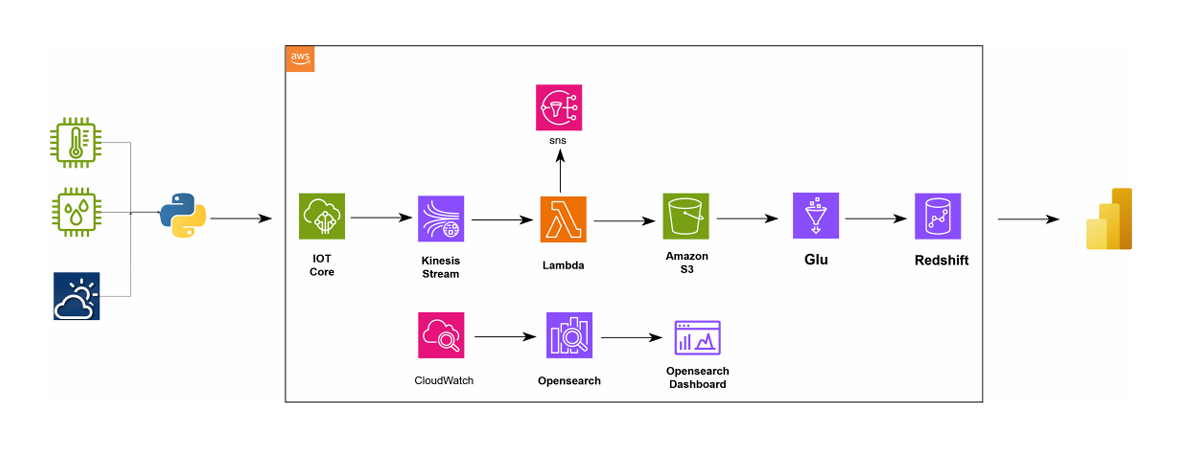 aws
sns
IOT
Core
Kinesis
Stream
Lambda
Amazon
S3
Glu
Redshift
CloudWatch
Opensearch
Opensearch
Dashboard